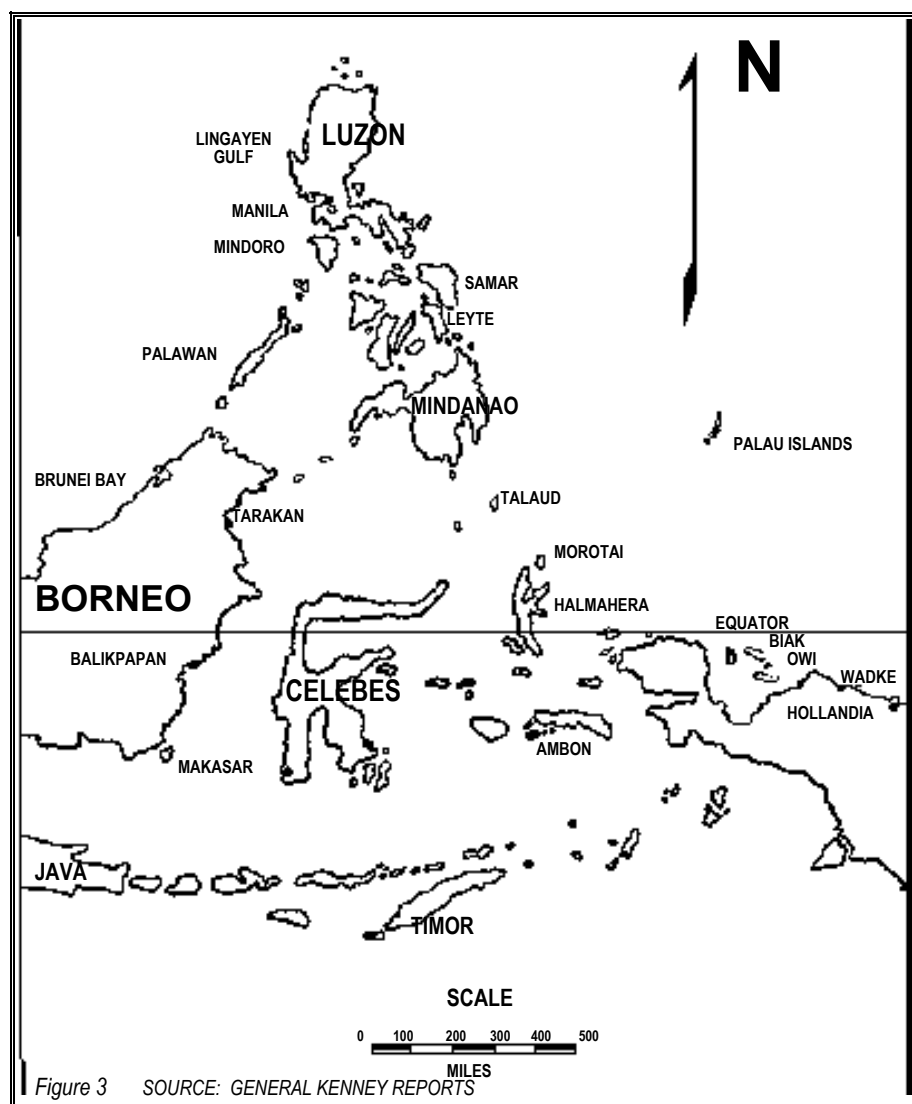 N
LINGAYEN
GULF
LUZON
MANILA
MINDORO
SAMAR
LEYTE
PALAWAN
MINDANAO
PALAU ISLANDS
BRUNEI BAY
TARAKAN
TALAUD
MOROTAI
BORNEO
HALMAHERA
EQUATOR
BIAK
OWI
BALIKPAPAN
CELEBES
WADKE
HOLLANDIA
MAKASAR
AMBON
JAVA
TIMOR
SCALE
0 100 200 300 400 500
MILES
Figure 3 SOURCE: GENERAL KENNEY REPORTS